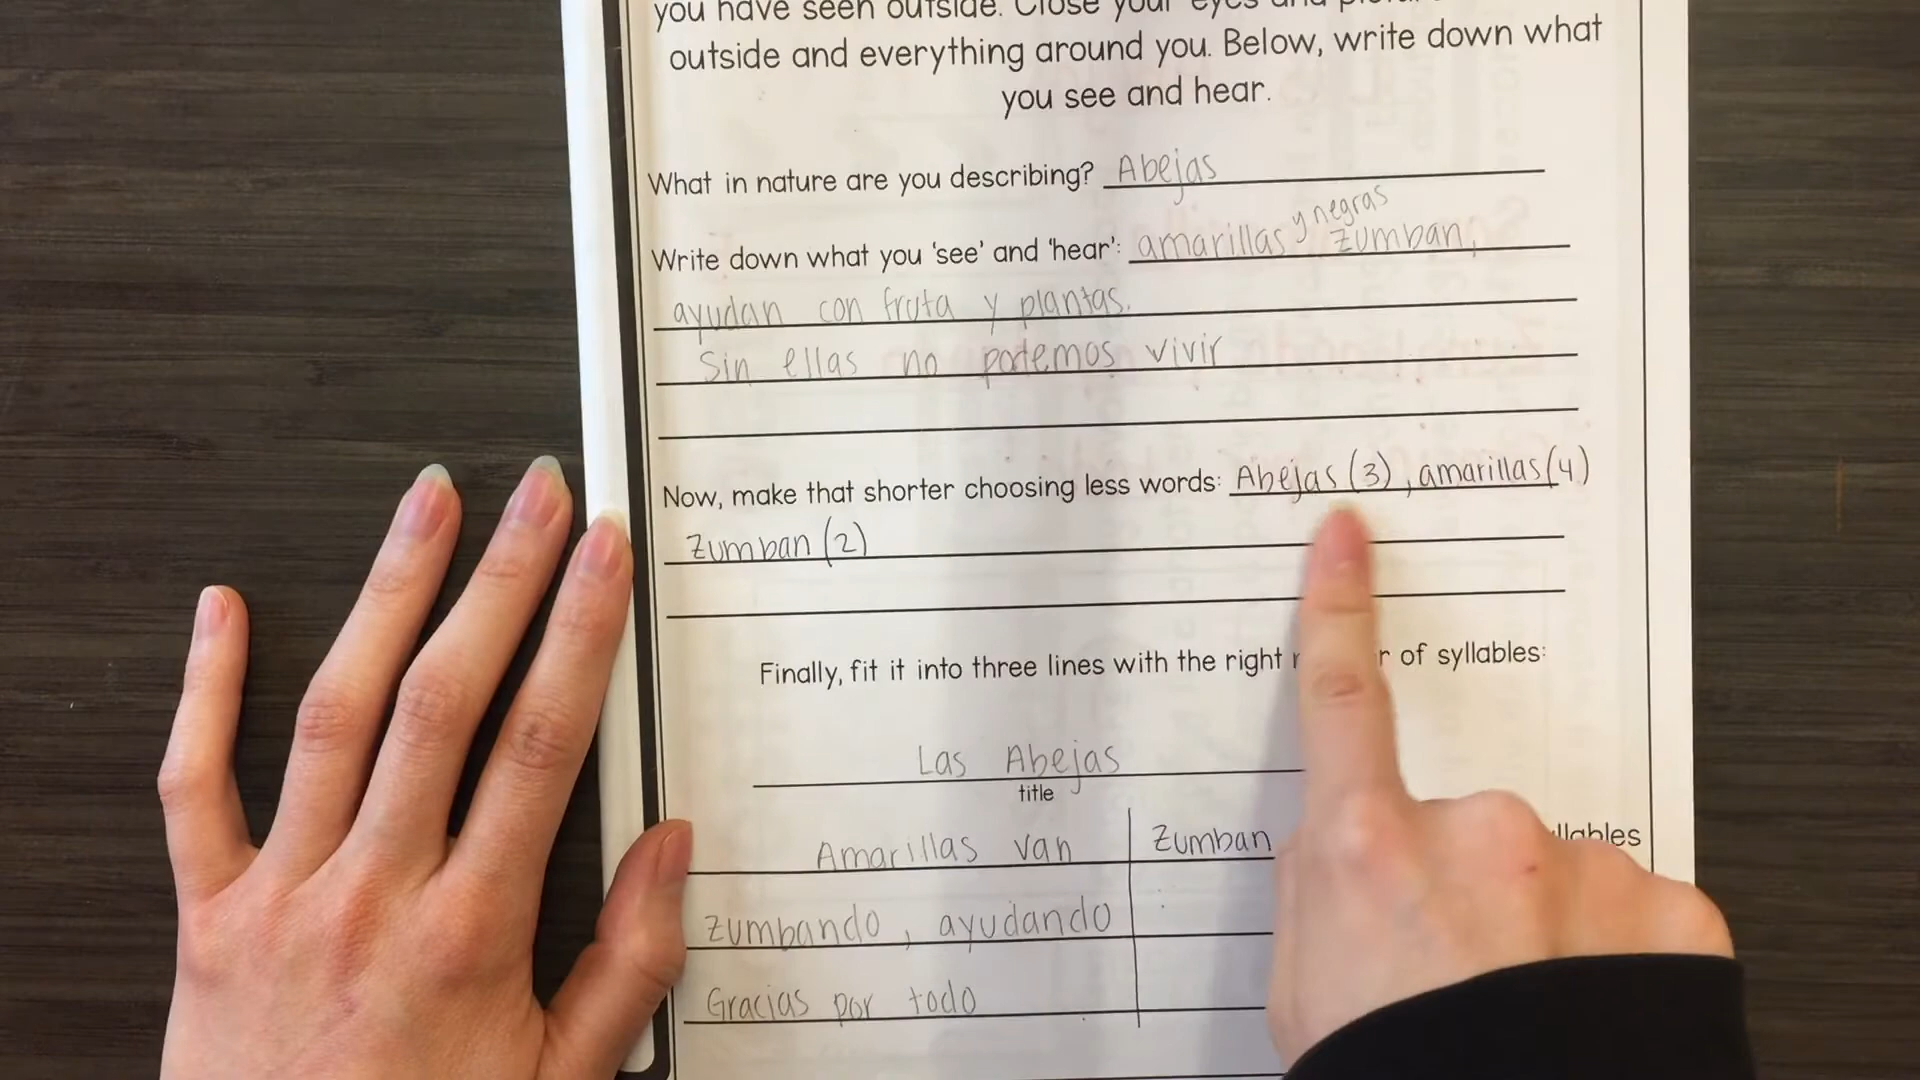 you have seen outside. Close your eyes and
outside and everything around you. Below, write down what
you see and hear.
What in nature are you describing? Abejas
y negras
Write down what you 'see' and 'hear': amarillas zumban,
ayudan con fruta y plantas.
Sin ellas no podemos vivir
Now, make that shorter choosing less words: Abejas (3), amarillas (4)
Zumban (2)
Finally, fit it into three lines with the right of syllables:
Las Abejas
title
Amarillas van Zumban
Zumbando, ayudando
Gracias por todo